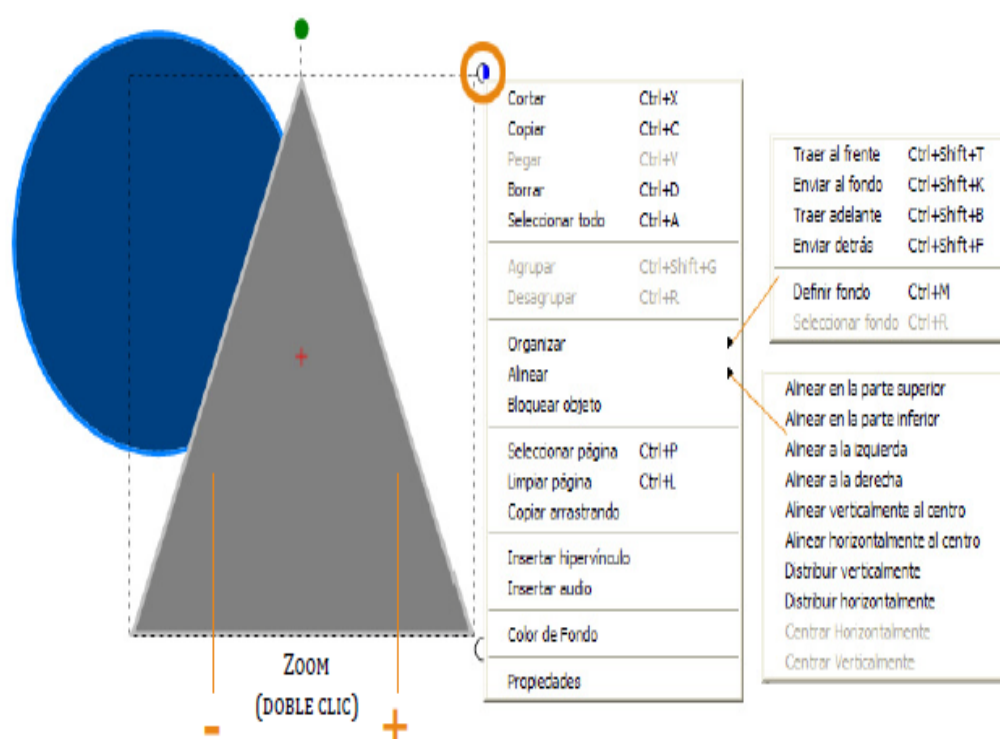 Cortar Ctrl+X
Copiar Ctrl+C
Pegar Ctrl+V
Borrar Ctrl+D
Seleccionar todo Ctrl+A
Agrupar Ctrl+Shift+G
Desagrupar Ctrl+R
Organizar
Alinear
Bloquear objeto
Seleccionar página Ctrl+P
Limpiar página Ctrl+L
Copiar arrastrando
Insertar hipervínculo
Insertar audio
Color de Fondo
Propiedades
Traer al frente Ctrl+Shift+T
Enviar al fondo Ctrl+Shift+K
Traer adelante Ctrl+Shift+B
Enviar detrás Ctrl+Shift+F
Definir fondo Ctrl+M
Seleccionar fondo Ctrl+R
Alinear en la parte superior
Alinear en la parte inferior
Alinear a la izquierda
Alinear a la derecha
Alinear verticalmente al centro
Alinear horizontalmente al centro
Distribuir verticalmente
Distribuir horizontalmente
Centrar Horizontalmente
Centrar Verticalmente
ZOOM
(DOBLE CLIC)
- +